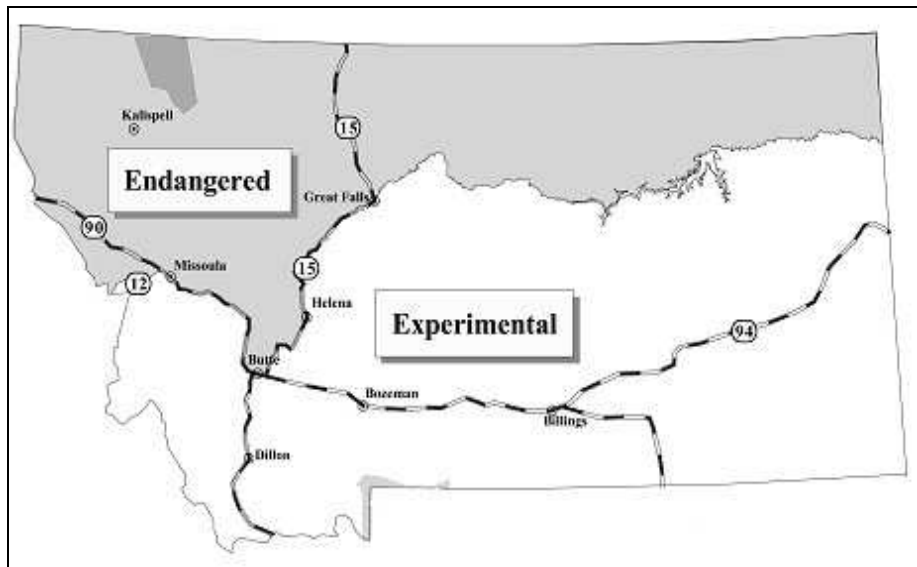 Kalispell
15
Endangered
Great Falls
90
Missoula
15
12
Helena
Experimental
94
Butte
Bozeman
Billings
Dillon